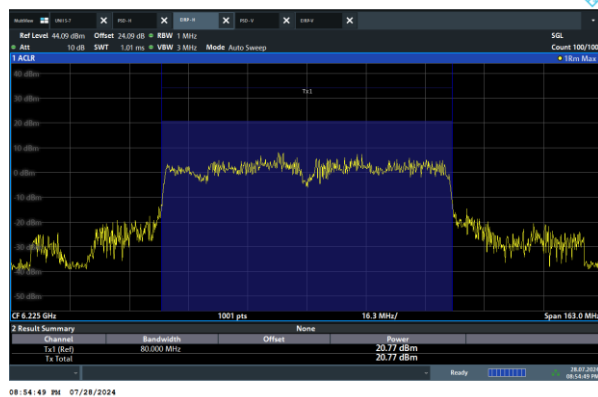 MultiView UNII5-7 X PSD -H X EIRP -H X PSD -V X EIRP-V X
Ref Level 44.09 dBm Offset 24.09 dB RBW 1 MHz SGL
Att 10 dB SWT 1.01 ms VBW 3 MHz Mode Auto Sweep Count 100/100
1 ACLR 1Rm Max
40 dBm
Tx1
30 dBm
20 dBm
10 dBm
0 dBm
-10 dBm
-20 dBm
-30 dBm
-40 dBm
-50 dBm
CF 6.225 GHz 1001 pts 16.3 MHz/ Span 163.0 MHz
2 Result Summary None
Channel Bandwidth Offset Power
Tx1 (Ref) 80.000 MHz 20.77 dBm
Tx Total 20.77 dBm
Ready 28.07.2024
08:54:49 PM
08:54:49 PM 07/28/2024